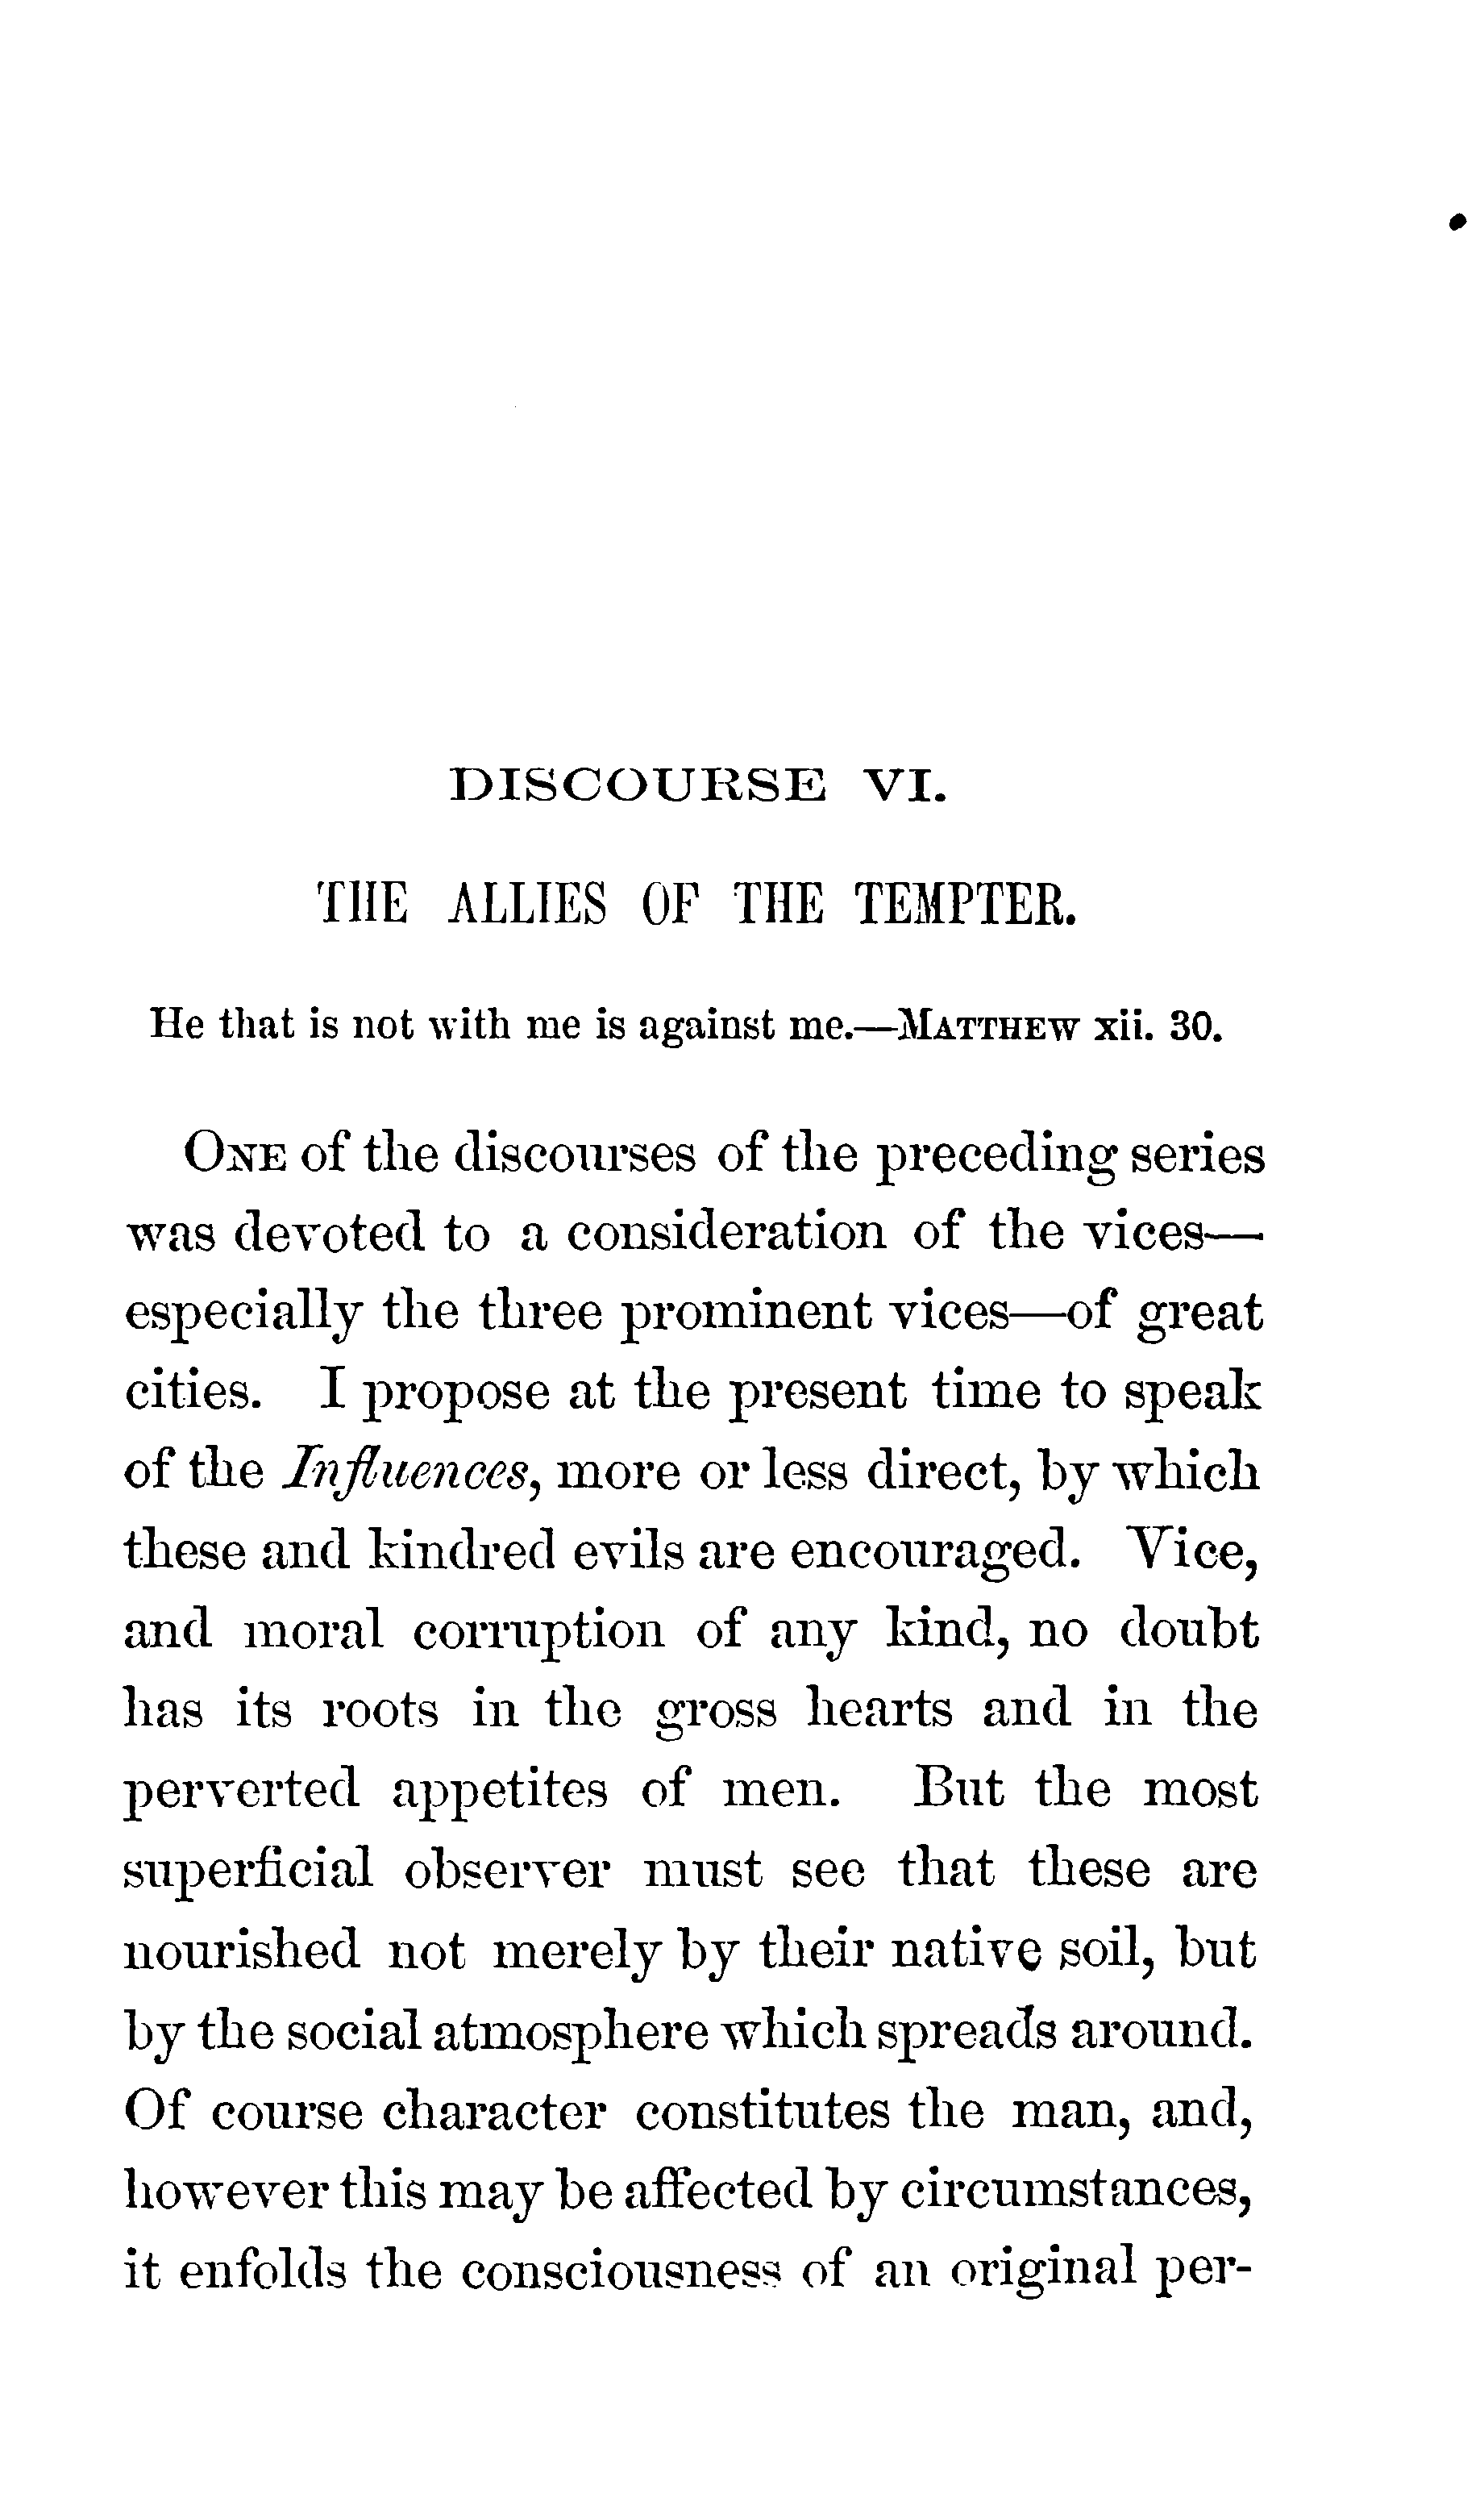 DISCOURSE VI.
THE ALLIES OF THE TEMPTER.
He that is not with me is against me.—MATTHEW xii. 30.
ONE of the discourses of the preceding series
was devoted to a consideration of the vices—
especially the three prominent vices—of great
cities. I propose at the present time to speak
of the Influences, more or less direct, by which
these and kindred evils are encouraged. Vice,
and moral corruption of any kind, no doubt
has its roots in the gross hearts and in the
perverted appetites of men. But the most
superficial observer must see that these are
nourished not merely by their native soil, but
by the social atmosphere which spreads around.
Of course character constitutes the man, and,
however this may be affected by circumstances,
it enfolds the consciousness of an original per-